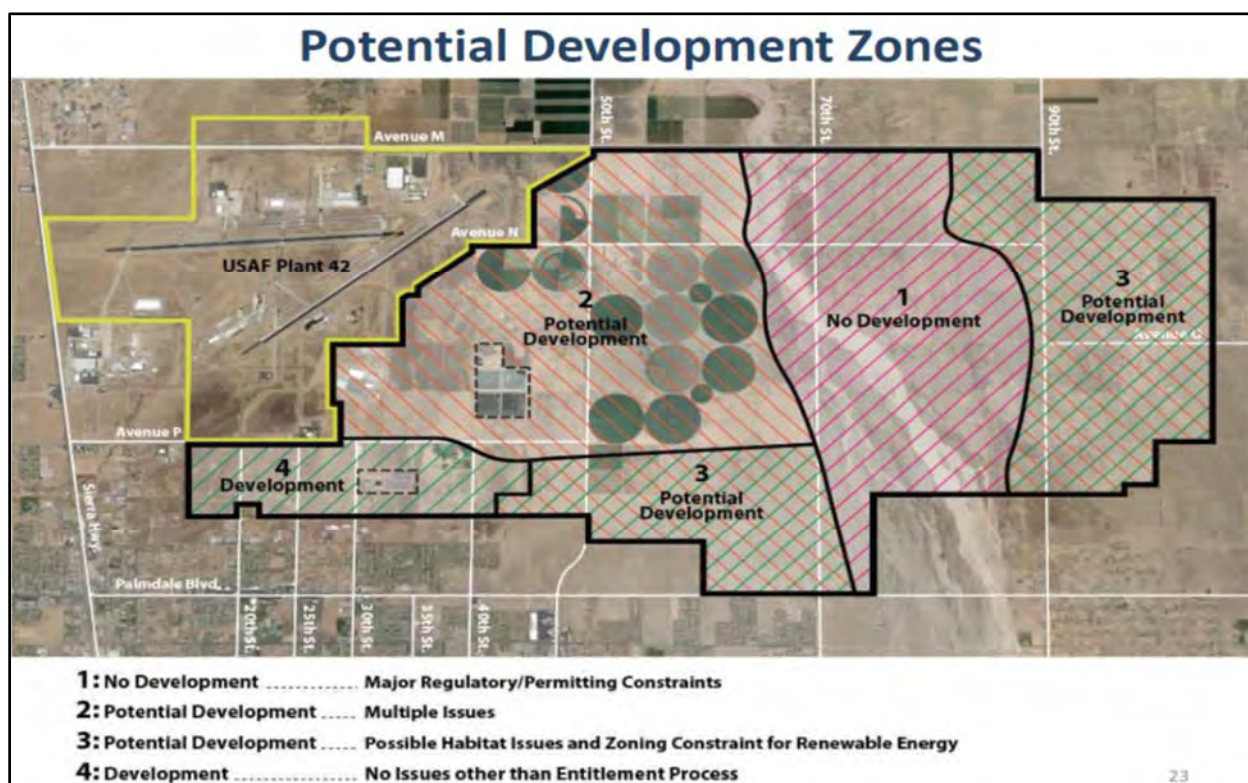 Potential Development Zones
Avenue M
50th St.
70th St.
90th St.
Avenue N
USAF Plant 42
2
Potential
Development
1
No Development
3
Potential
Development
Avenue P
4
Development
3
Potential
Development
Sierra Hwy.
Palmdale Blvd.
20th St.
25th St.
30th St.
35th St.
40th St.
1: No Development ............ Major Regulatory/Permitting Constraints
2: Potential Development ..... Multiple Issues
3: Potential Development ..... Possible Habitat Issues and Zoning Constraint for Renewable Energy
4: Development ................ No Issues other than Entitlement Process
23